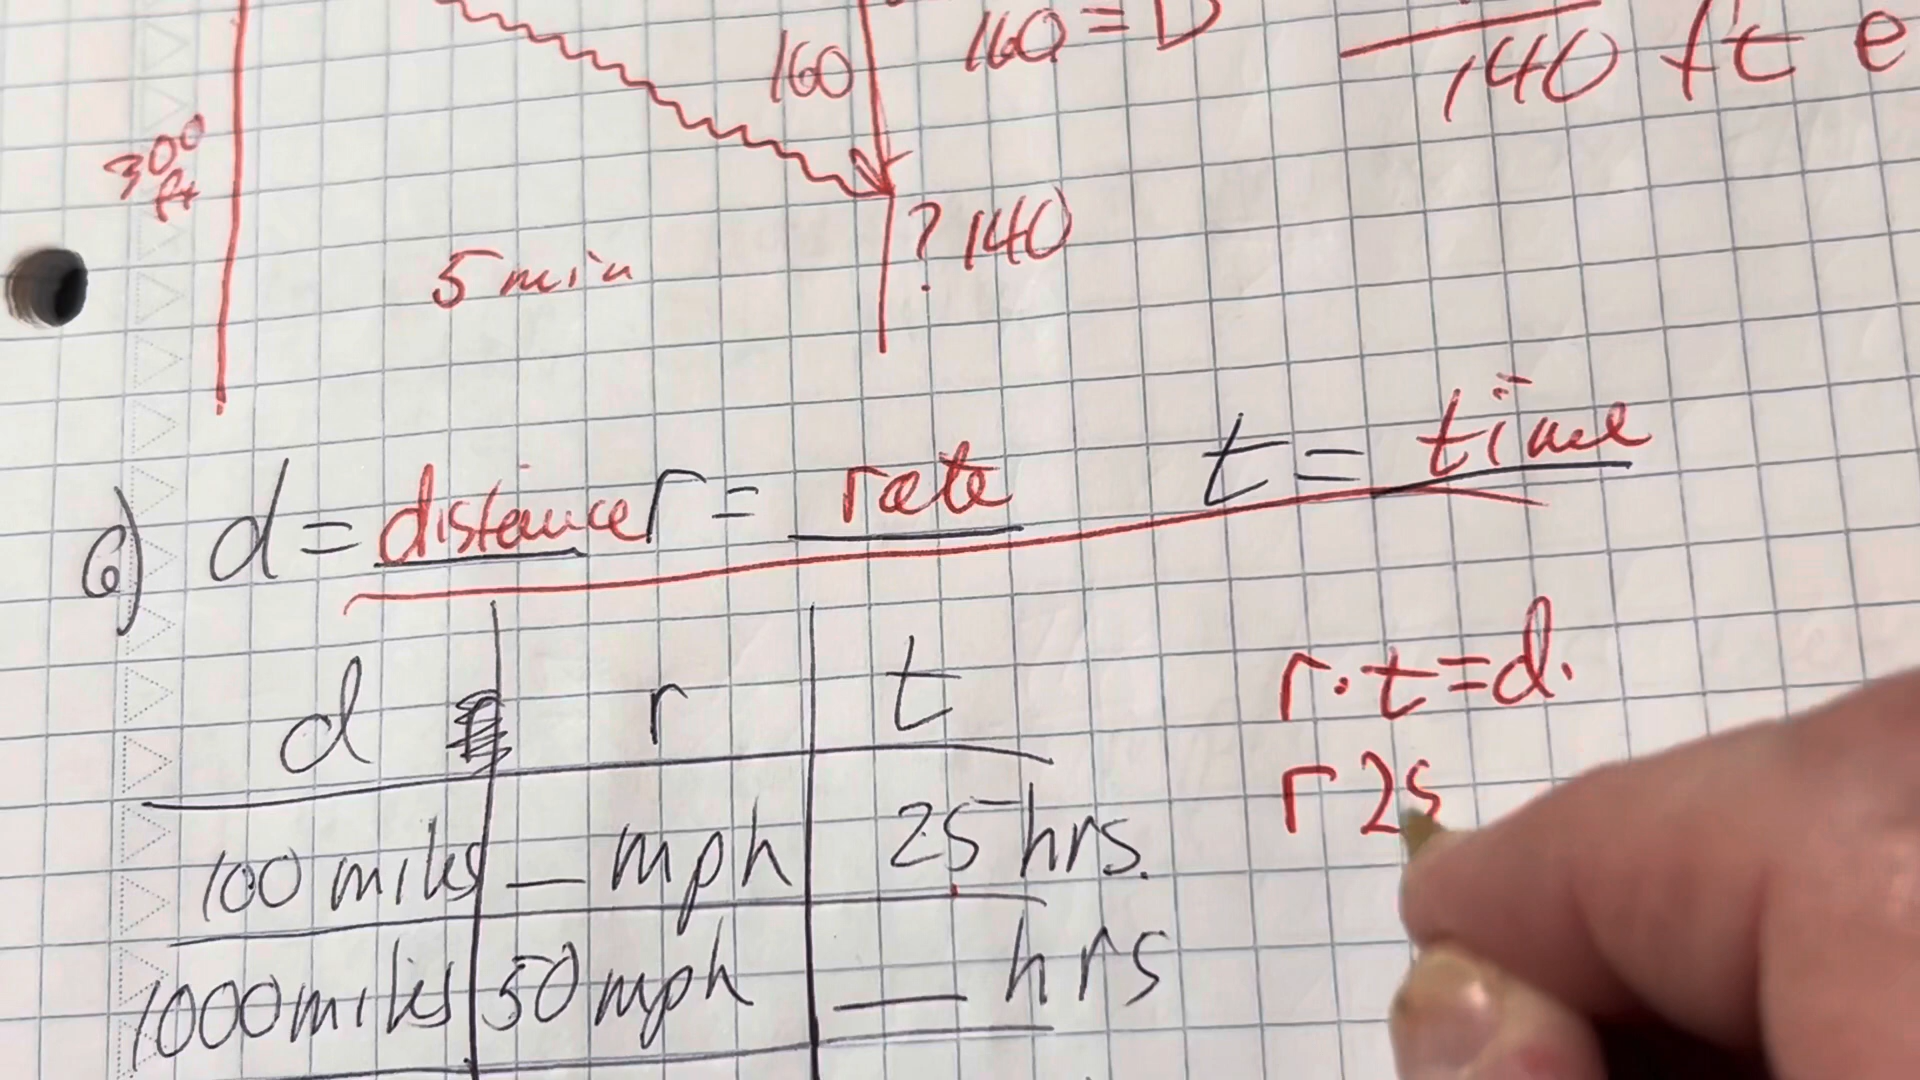 160 160 = D
140 ft e
300 ft
5 min
? 140
6) d = distance r = rate t = time
d r t
r · t = d.
r 25
100 miles __ mph 25 hrs.
1000 miles 50 mph __ hrs